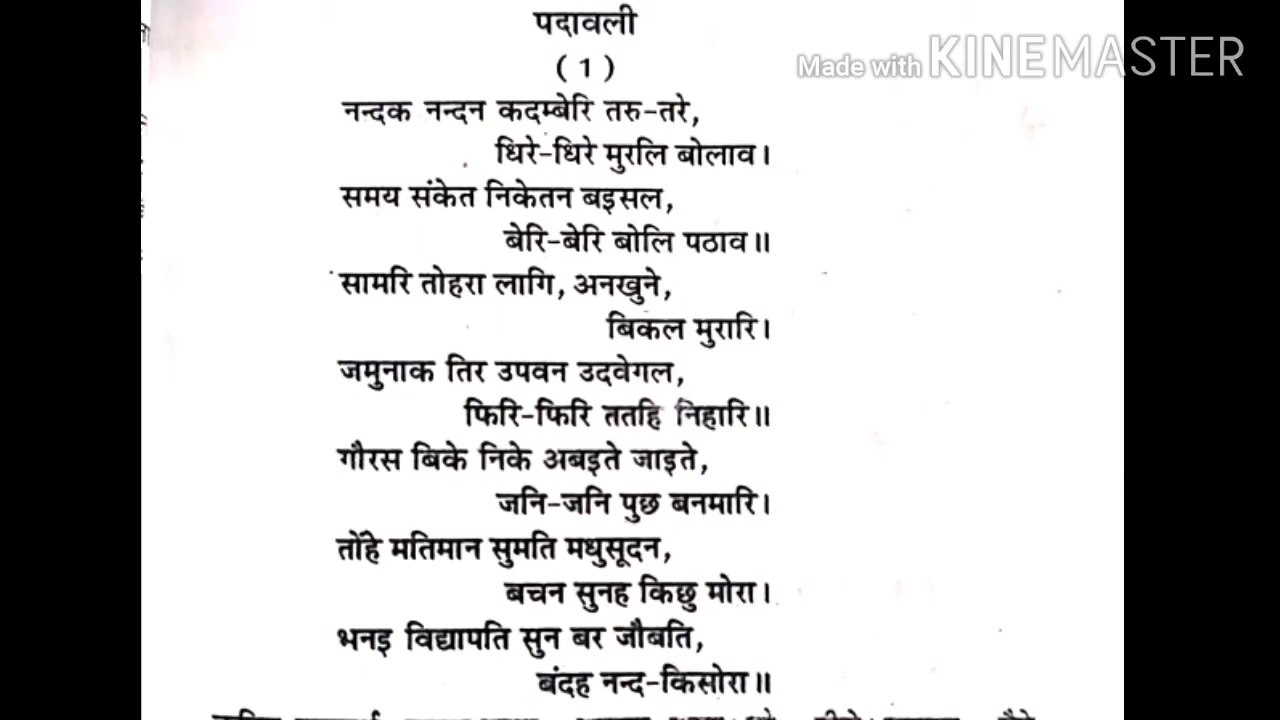 पदावली
Made with KINEMASTER
( 1 )
नन्दक नन्दन कदम्बेरि तरु-तरे,
धिरे-धिरे मुरलि बोलाव।
समय संकेत निकेतन बइसल,
बेरि-बेरि बोलि पठाव॥
सामरि तोहरा लागि, अनखुने,
बिकल मुरारि।
जमुनाक तिर उपवन उदवेगल,
फिरि-फिरि ततहि निहारि॥
गौरस बिके निके अबइते जाइते,
जनि-जनि पुछ बनमारि।
तोंहे मतिमान सुमति मधुसूदन,
बचन सुनह किछु मोरा।
भनइ विद्यापति सुन बर जौबति,
बंदह नन्द-किसोरा॥